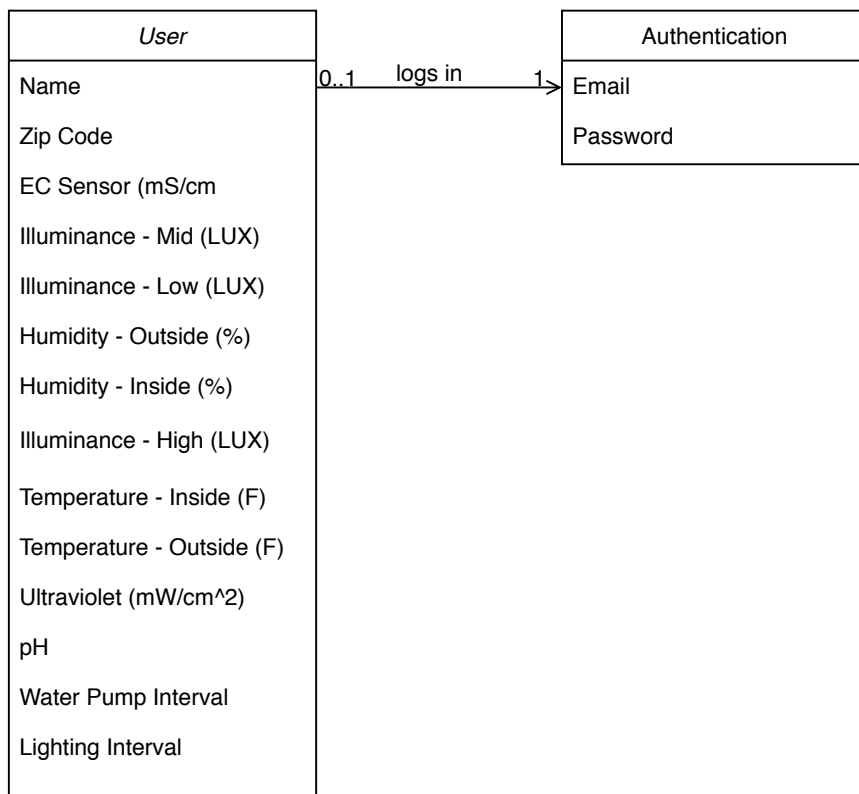 User
Authentication
Name
0..1 logs in 1
Email
Zip Code
Password
EC Sensor (mS/cm
Illuminance - Mid (LUX)
Illuminance - Low (LUX)
Humidity - Outside (%)
Humidity - Inside (%)
Illuminance - High (LUX)
Temperature - Inside (F)
Temperature - Outside (F)
Ultraviolet (mW/cm^2)
pH
Water Pump Interval
Lighting Interval